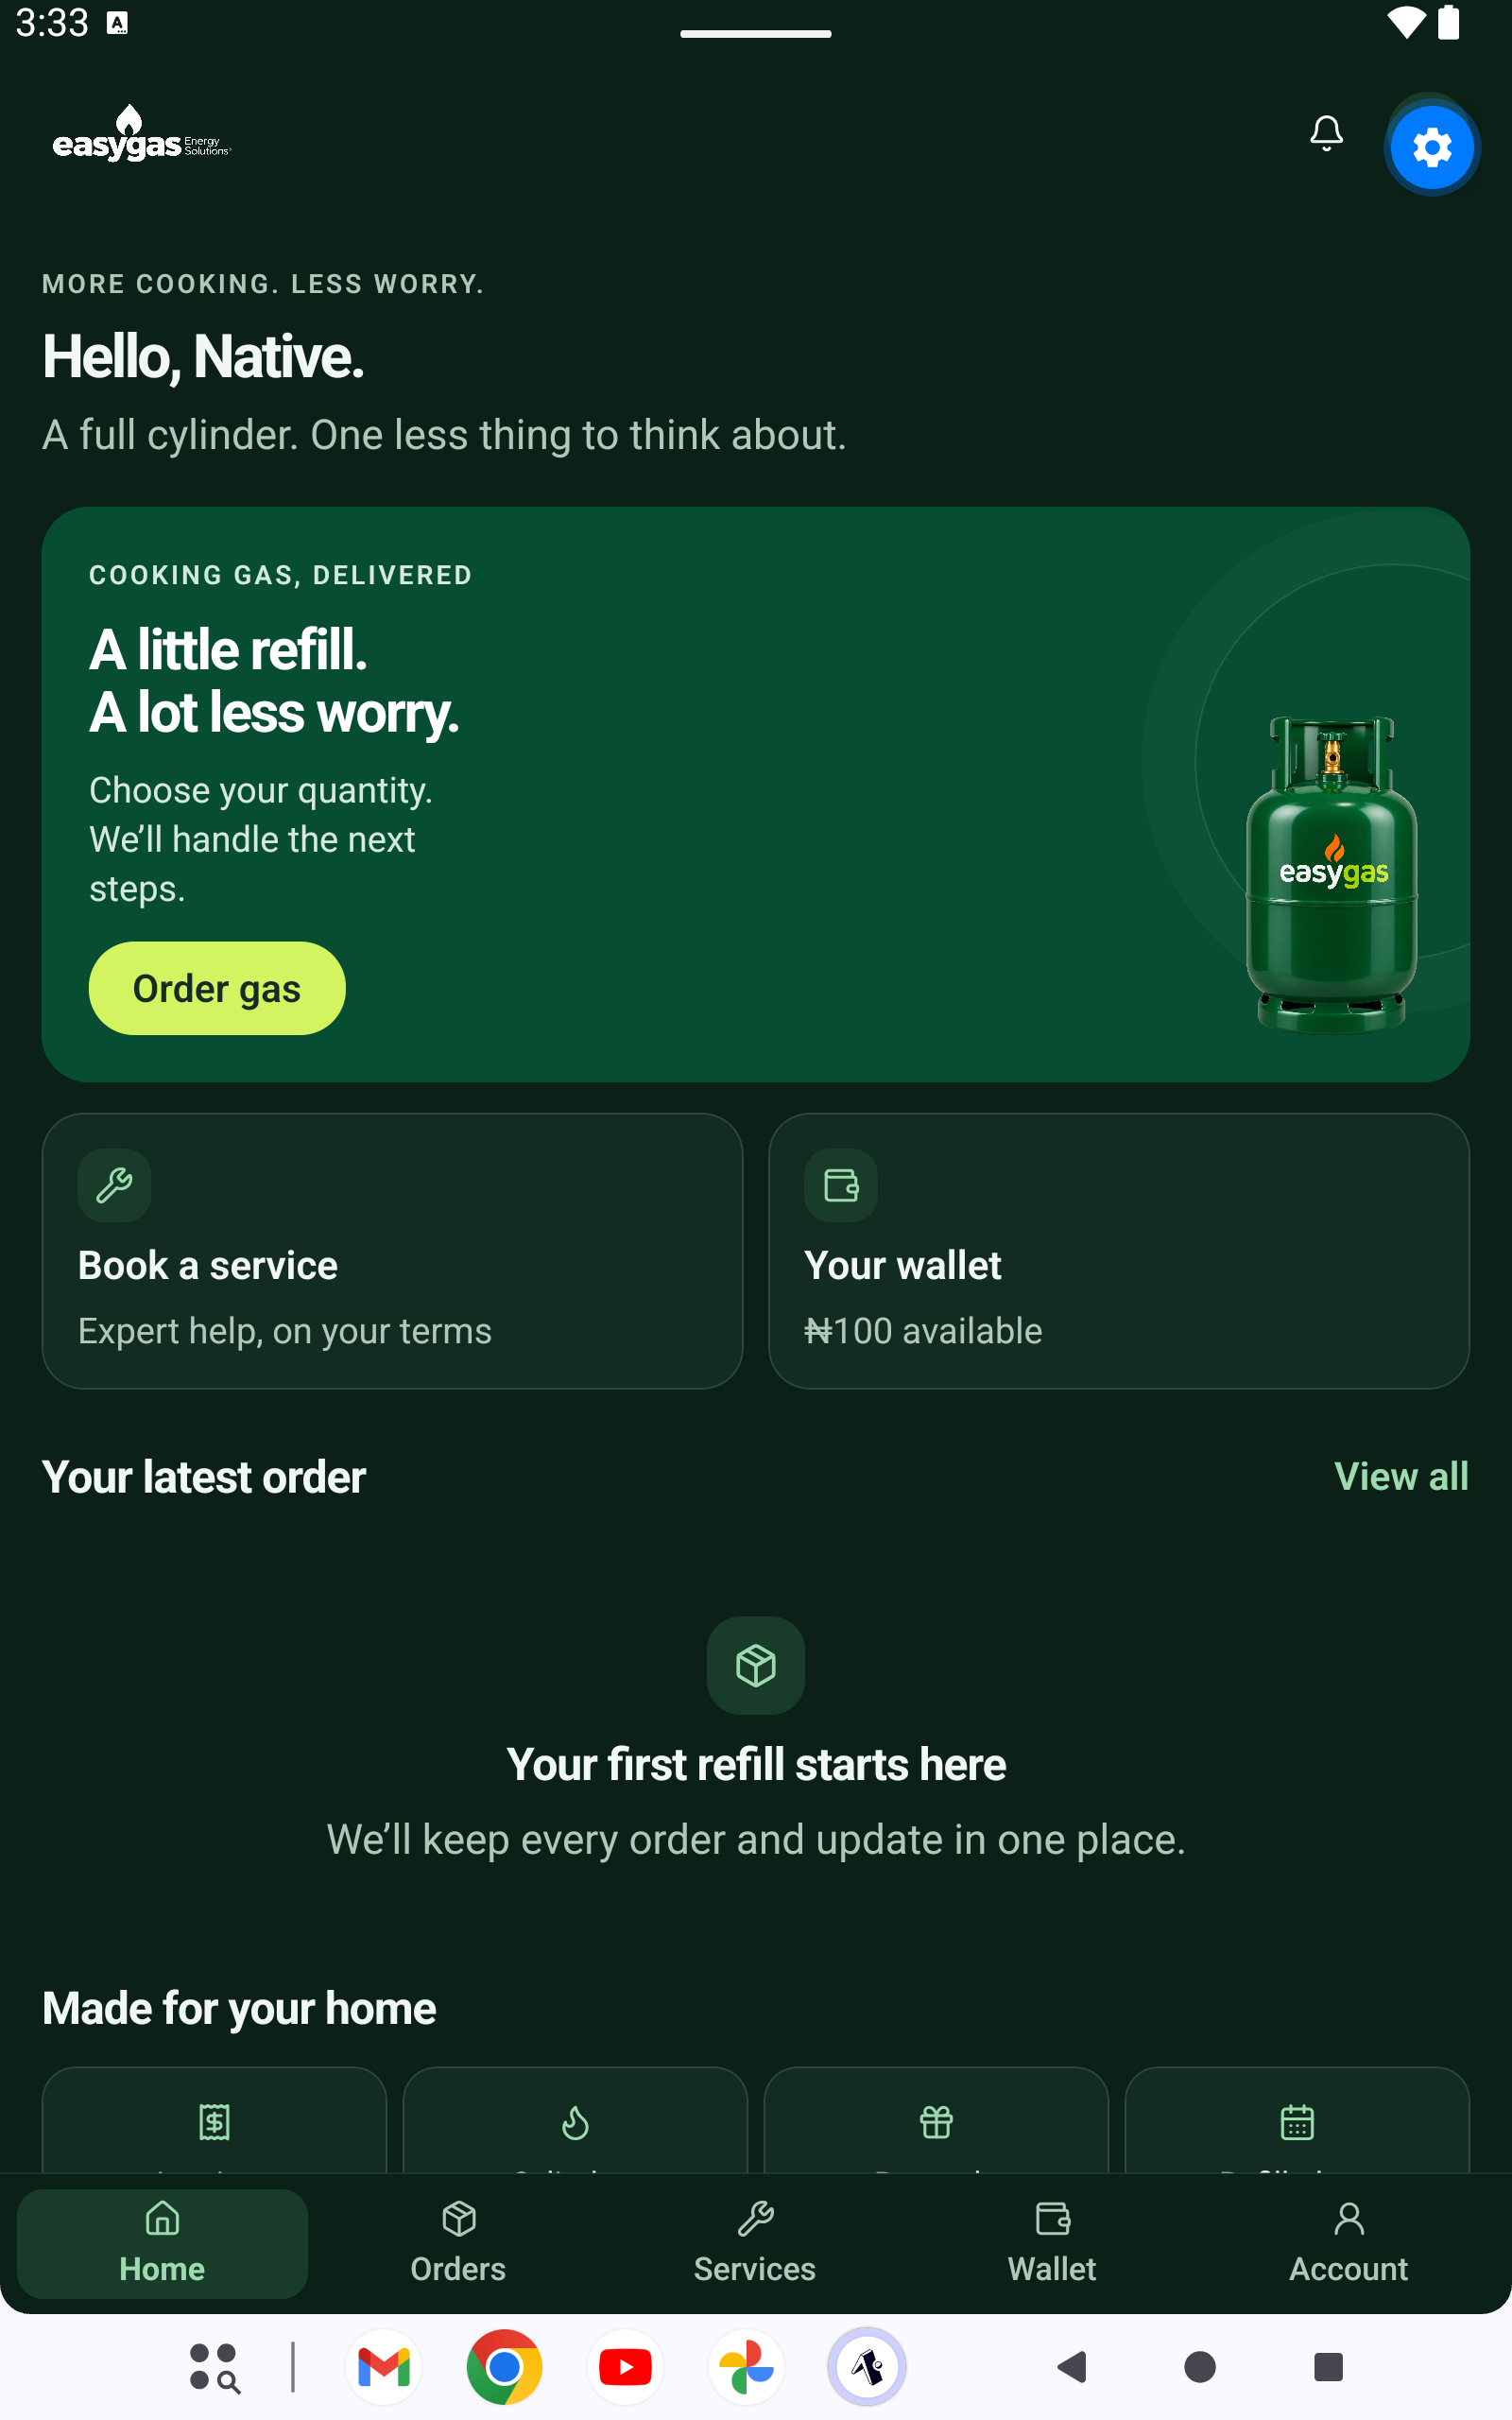 3:33
easygas Energy Solutions
MORE COOKING. LESS WORRY.
Hello, Native.
A full cylinder. One less thing to think about.
COOKING GAS, DELIVERED
A little refill.
A lot less worry.
Choose your quantity.
We’ll handle the next
steps.
easygas
Order gas
Book a service
Expert help, on your terms
Your wallet
₦100 available
Your latest order
View all
Your first refill starts here
We’ll keep every order and update in one place.
Made for your home
Home
Orders
Services
Wallet
Account